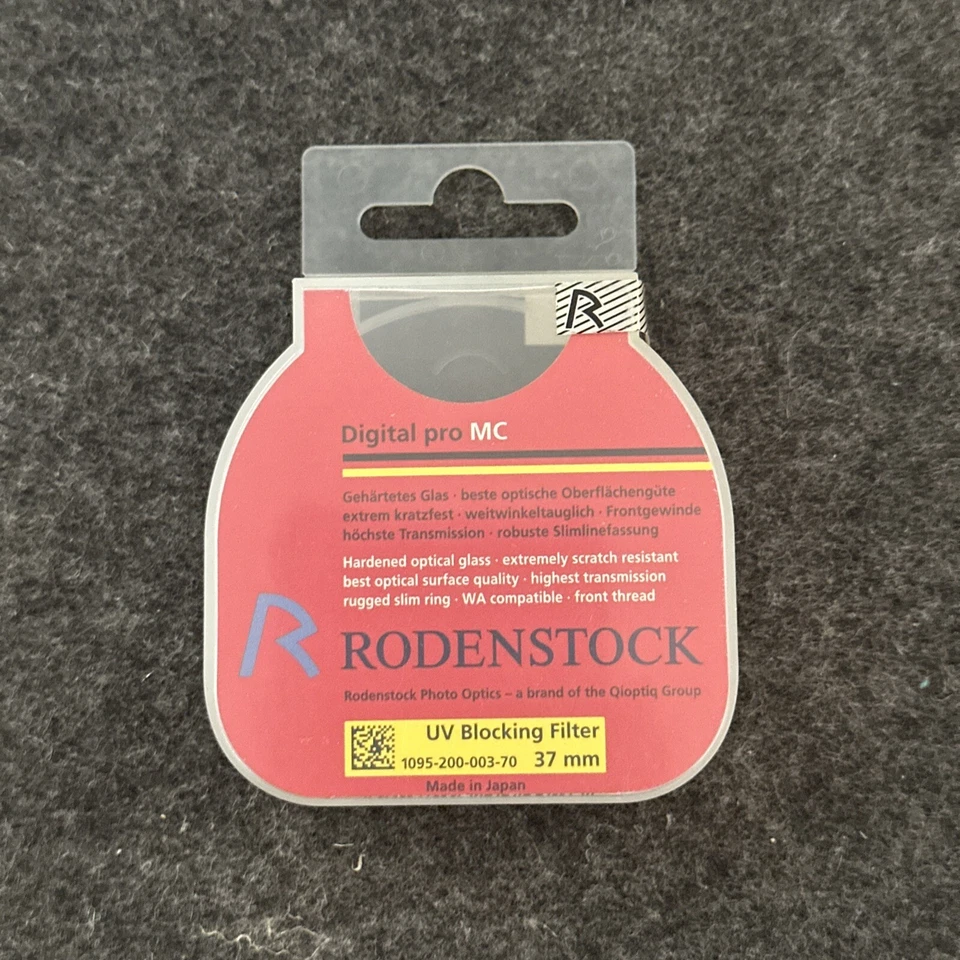 R
Digital pro MC
Gehärtetes Glas · beste optische Oberflächengüte
extrem kratzfest · weitwinkeltauglich · Frontgewinde
höchste Transmission · robuste Slimlinefassung
Hardened optical glass · extremely scratch resistant
best optical surface quality · highest transmission
rugged slim ring · WA compatible · front thread
R RODENSTOCK
Rodenstock Photo Optics – a brand of the Qioptiq Group
UV Blocking Filter
1095-200-003-70 37 mm
Made in Japan